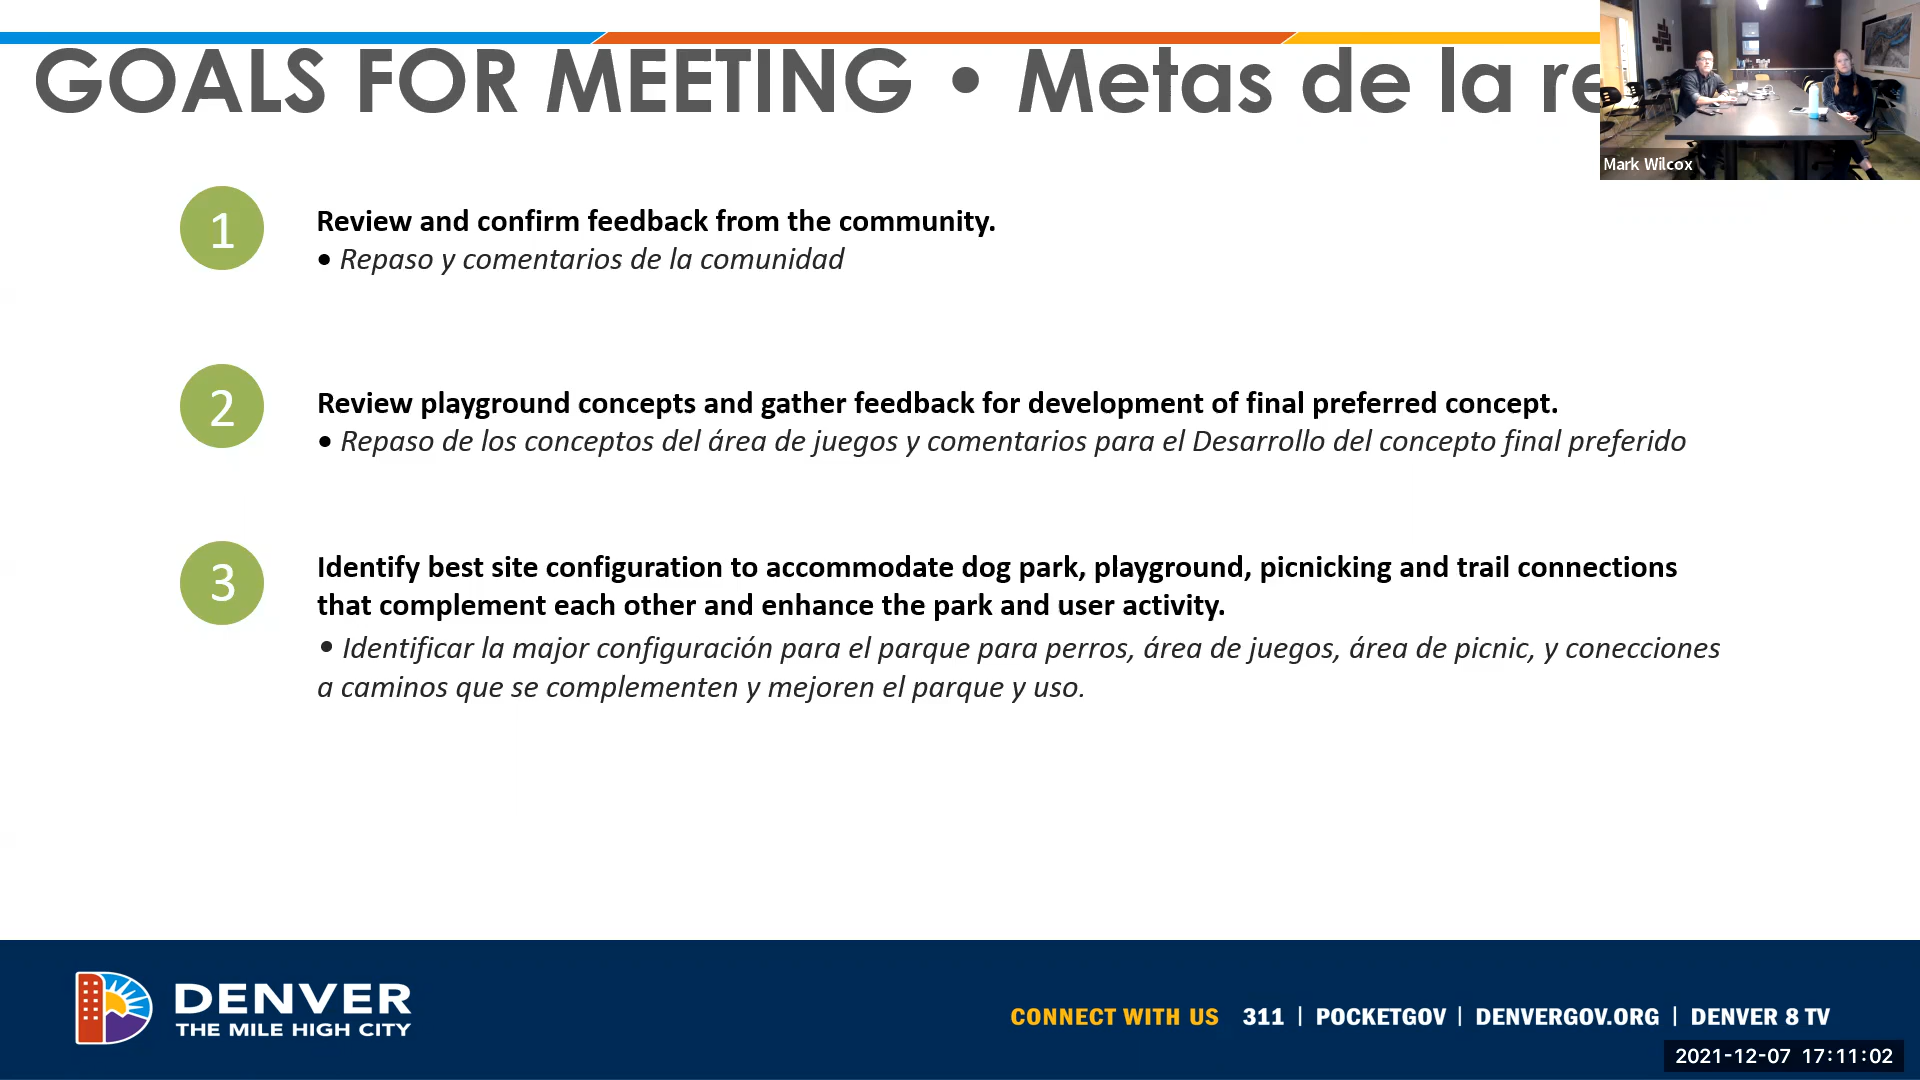 GOALS FOR MEETING • Metas de la re
Mark Wilcox
1
Review and confirm feedback from the community.
• Repaso y comentarios de la comunidad
2
Review playground concepts and gather feedback for development of final preferred concept.
• Repaso de los conceptos del área de juegos y comentarios para el Desarrollo del concepto final preferido
3
Identify best site configuration to accommodate dog park, playground, picnicking and trail connections
that complement each other and enhance the park and user activity.
• Identificar la major configuración para el parque para perros, área de juegos, área de picnic, y conecciones
a caminos que se complementen y mejoren el parque y uso.
DENVER
THE MILE HIGH CITY
CONNECT WITH US 311 | POCKETGOV | DENVERGOV.ORG | DENVER 8 TV
2021-12-07 17:11:02